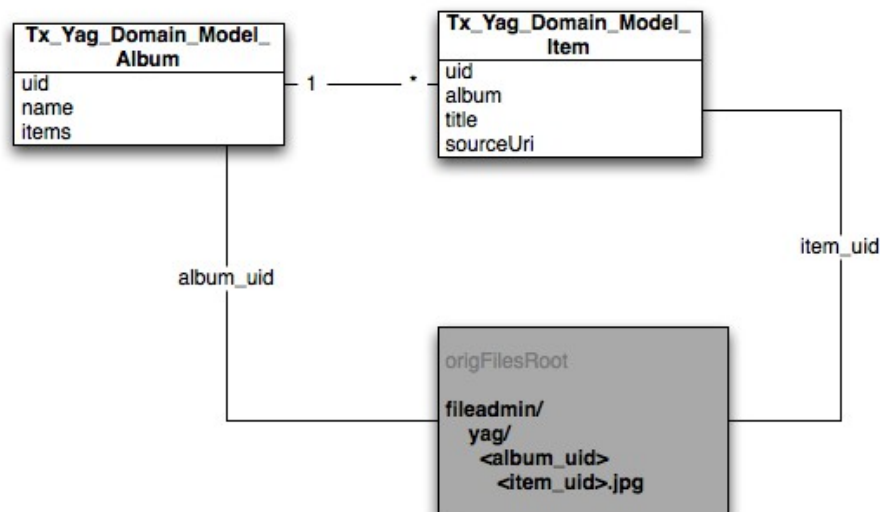 Tx_Yag_Domain_Model_
Album
uid
name
items
1
*
Tx_Yag_Domain_Model_
Item
uid
album
title
sourceUri
album_uid
item_uid
origFilesRoot
fileadmin/
yag/
<album_uid>
<item_uid>.jpg